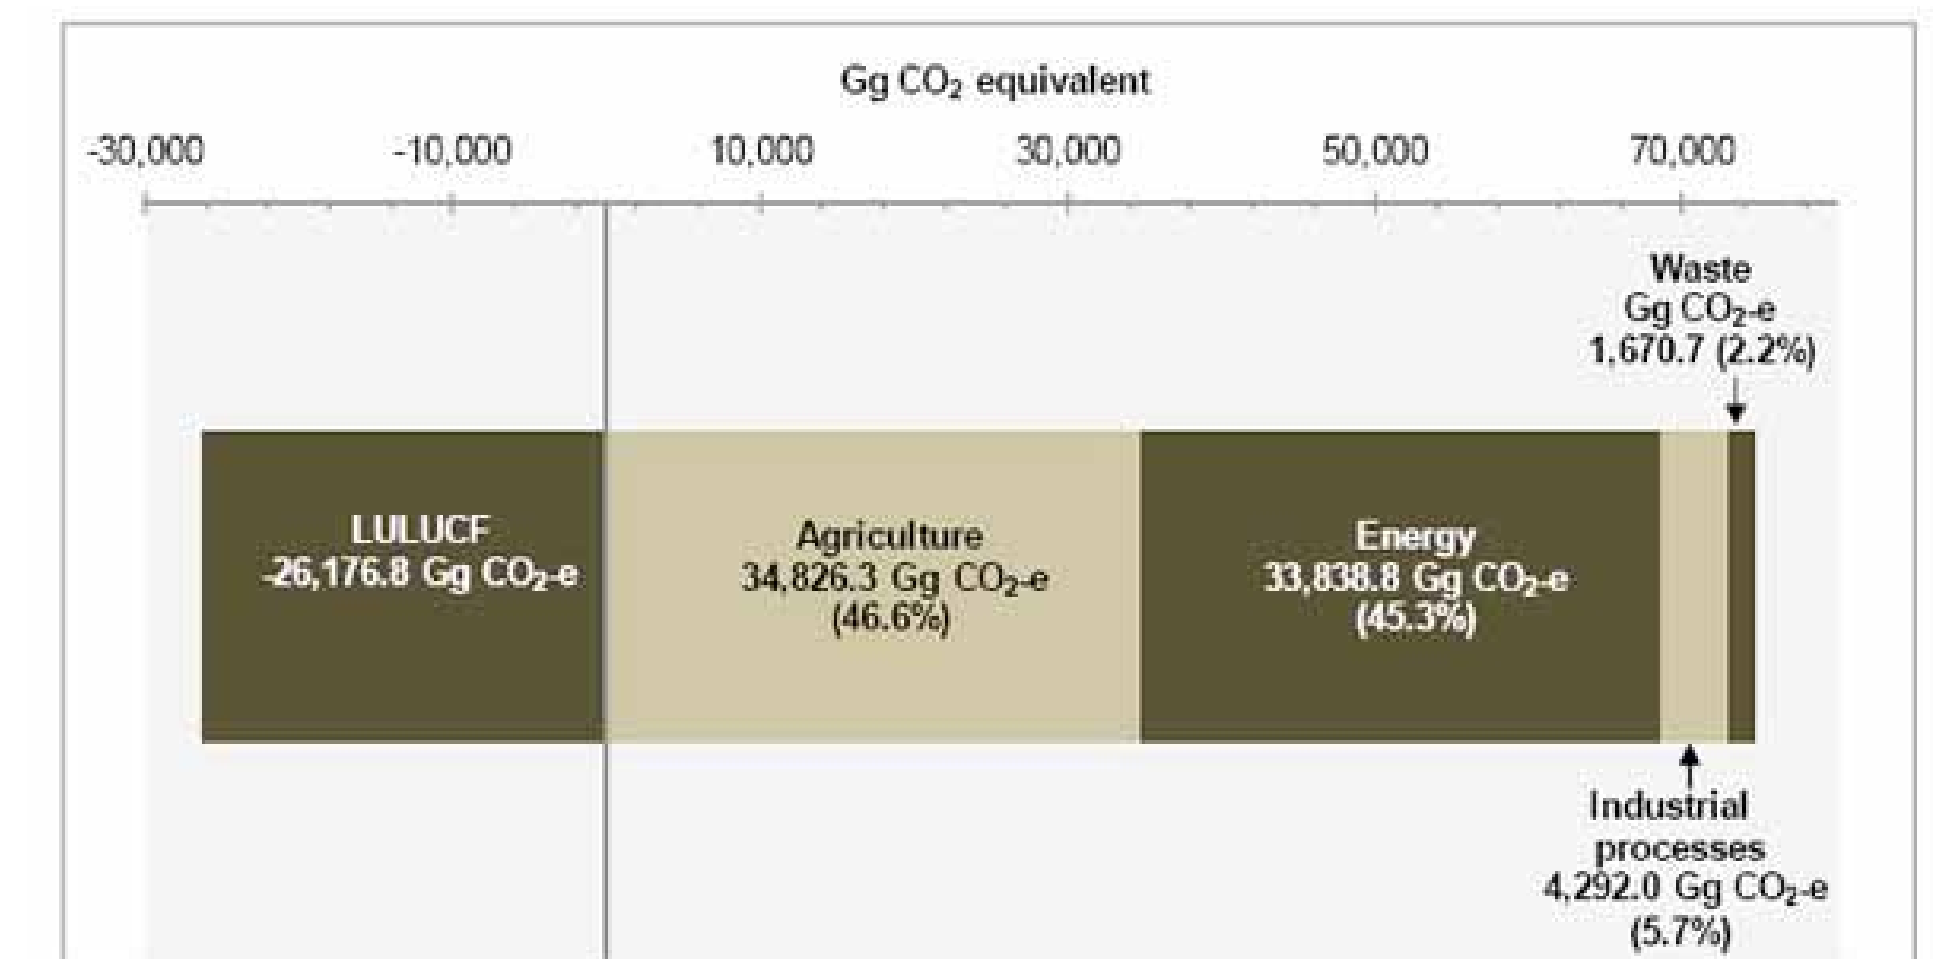 Gg CO₂ equivalent
-30,000 -10,000 10,000 30,000 50,000 70,000
Waste
Gg CO₂-e
1,670.7 (2.2%)
LULUCF
-26,176.8 Gg CO₂-e
Agriculture
34,826.3 Gg CO₂-e
(46.6%)
Energy
33,838.8 Gg CO₂-e
(45.3%)
Industrial
processes
4,292.0 Gg CO₂-e
(5.7%)